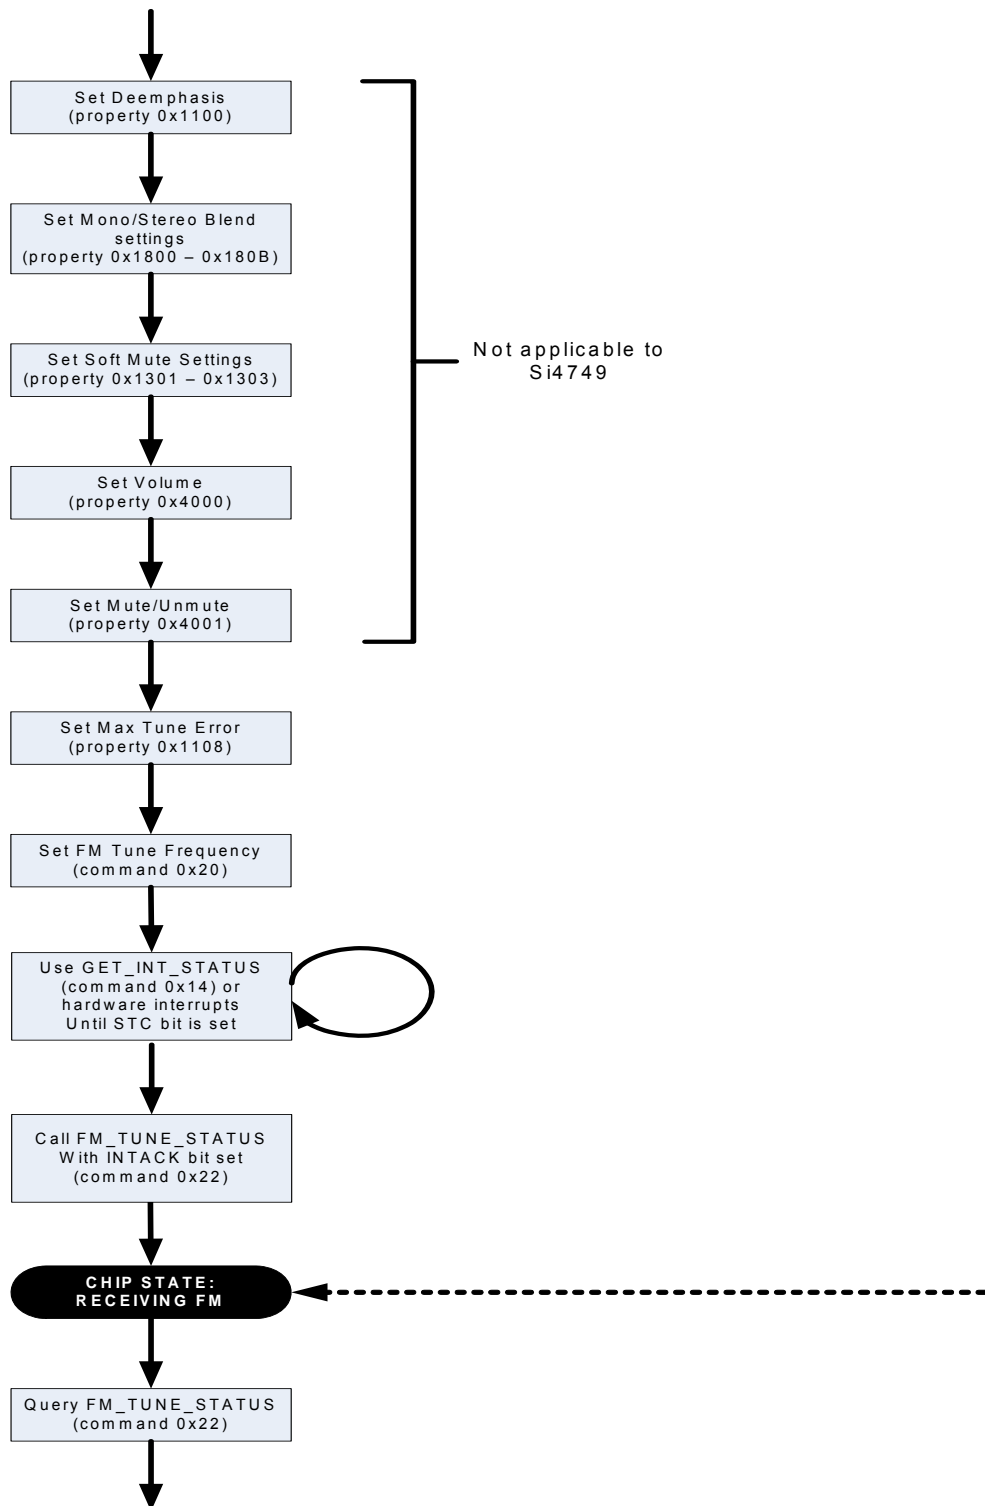 Set Deemphasis
(property 0x1100)
Set Mono/Stereo Blend
settings
(property 0x1800 – 0x180B)
Set Soft Mute Settings
(property 0x1301 – 0x1303)
Not applicable to
Si4749
Set Volume
(property 0x4000)
Set Mute/Unmute
(property 0x4001)
Set Max Tune Error
(property 0x1108)
Set FM Tune Frequency
(command 0x20)
Use GET_INT_STATUS
(command 0x14) or
hardware interrupts
Until STC bit is set
Call FM_TUNE_STATUS
With INTACK bit set
(command 0x22)
CHIP STATE:
RECEIVING FM
Query FM_TUNE_STATUS
(command 0x22)